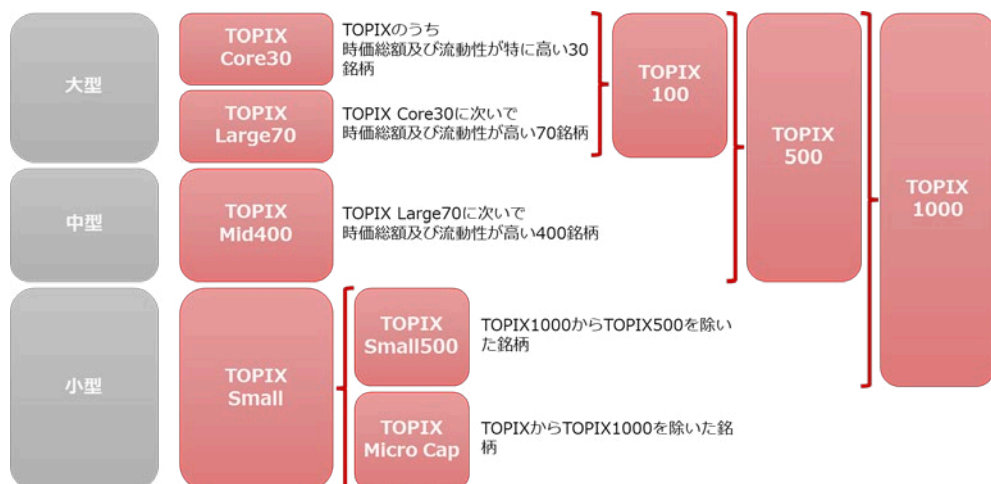 大型
TOPIX
Core30
TOPIXのうち
時価総額及び流動性が特に高い30
銘柄
TOPIX
Large70
TOPIX Core30に次いで
時価総額及び流動性が高い70銘柄
TOPIX
100
TOPIX
500
TOPIX
1000
中型
TOPIX
Mid400
TOPIX Large70に次いで
時価総額及び流動性が高い400銘柄
小型
TOPIX
Small
TOPIX
Small500
TOPIX1000からTOPIX500を除い
た銘柄
TOPIX
Micro Cap
TOPIXからTOPIX1000を除いた銘
柄